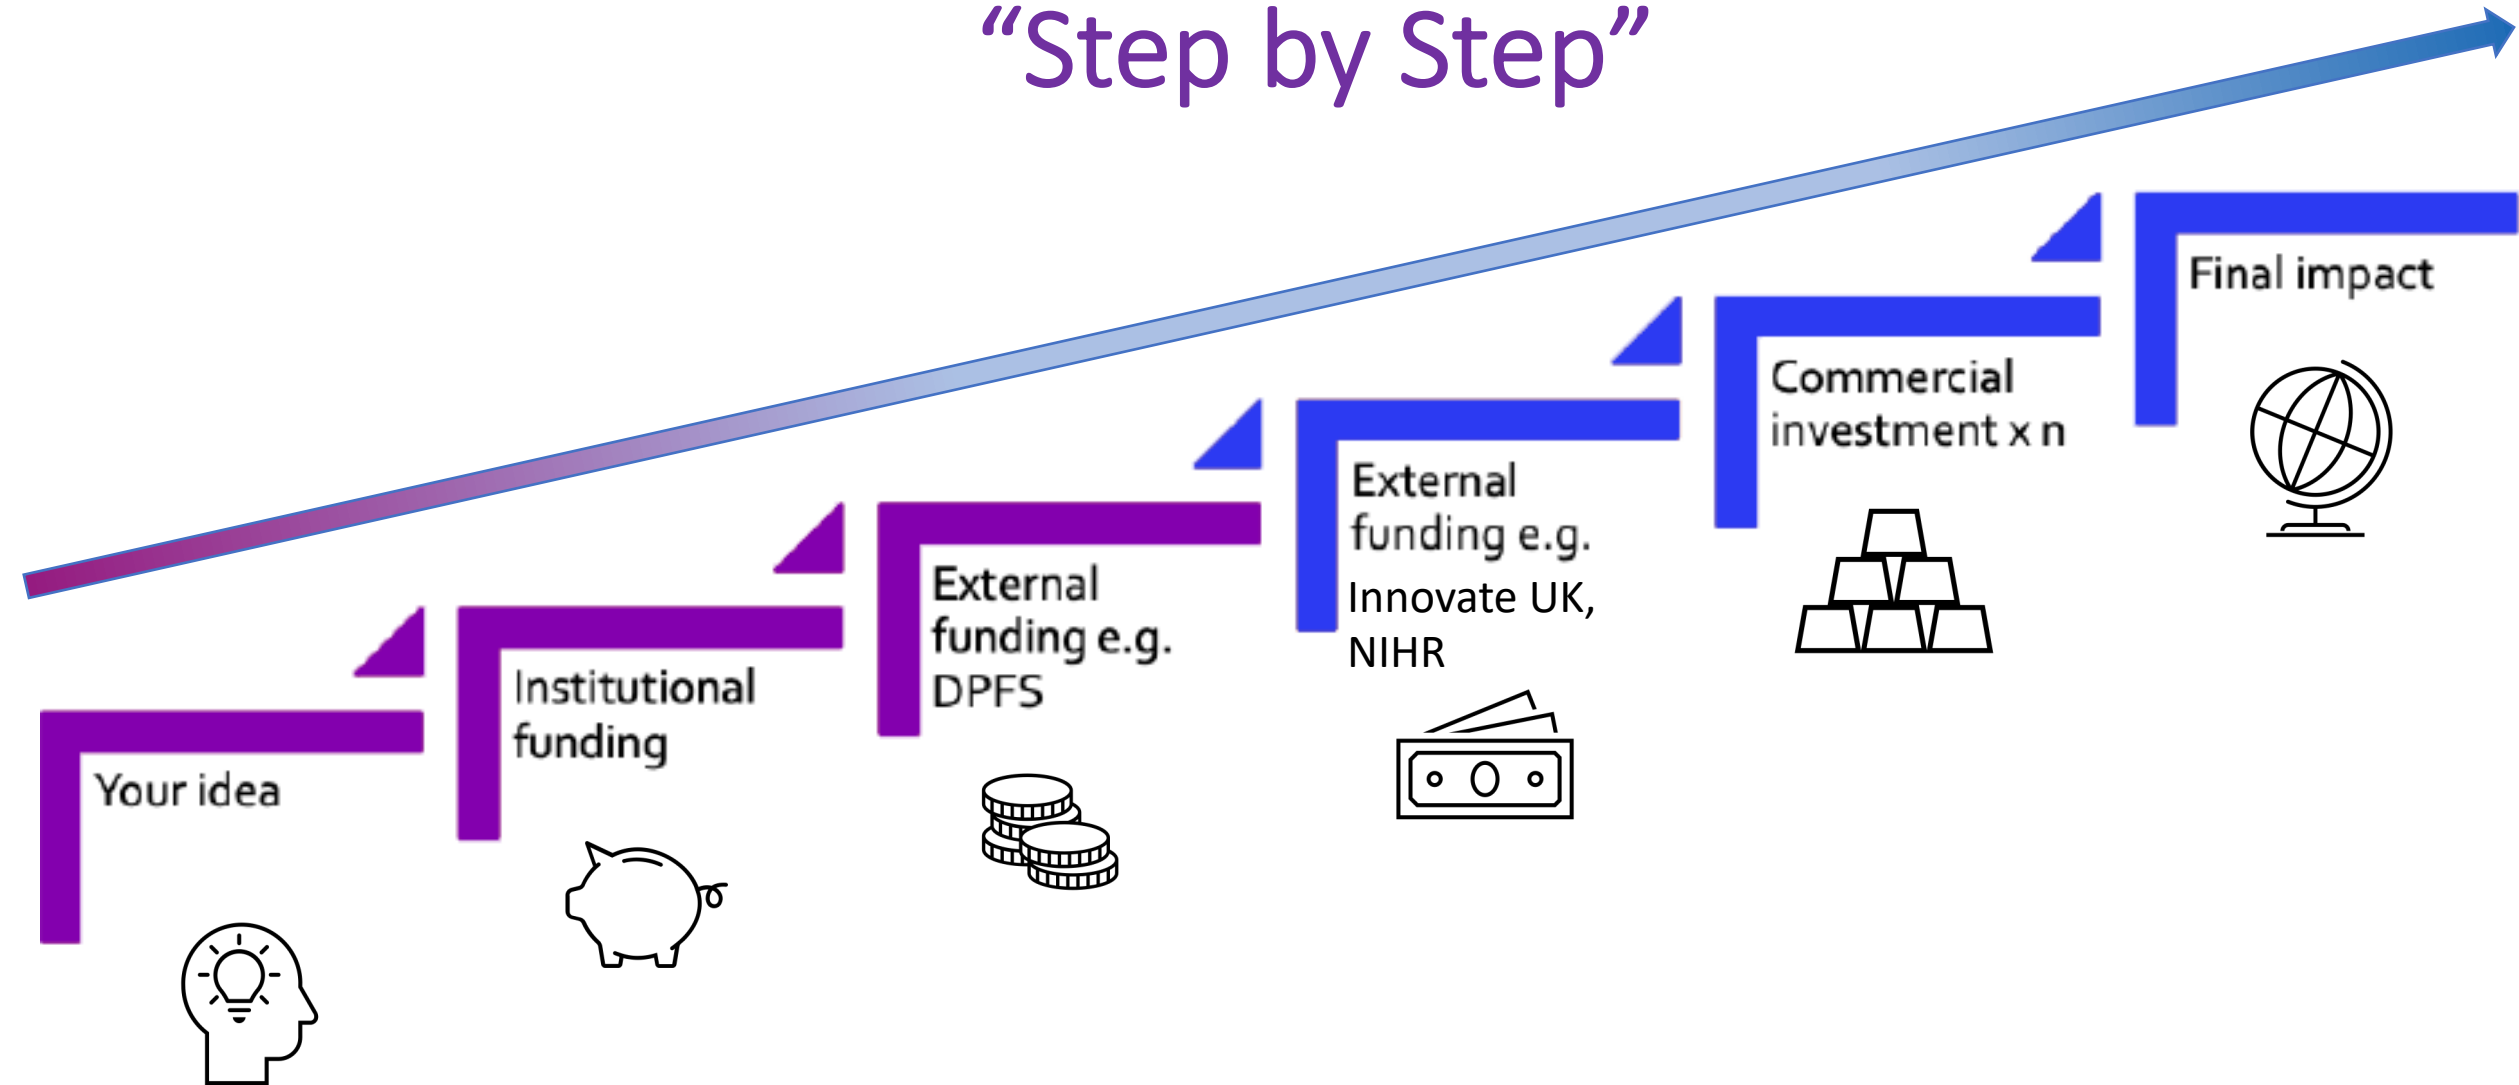 “Step by Step”
Your idea
Institutional
funding
External
funding e.g.
DPFS
External
funding e.g.
Innovate UK,
NIHR
Commercial
investment x n
Final impact